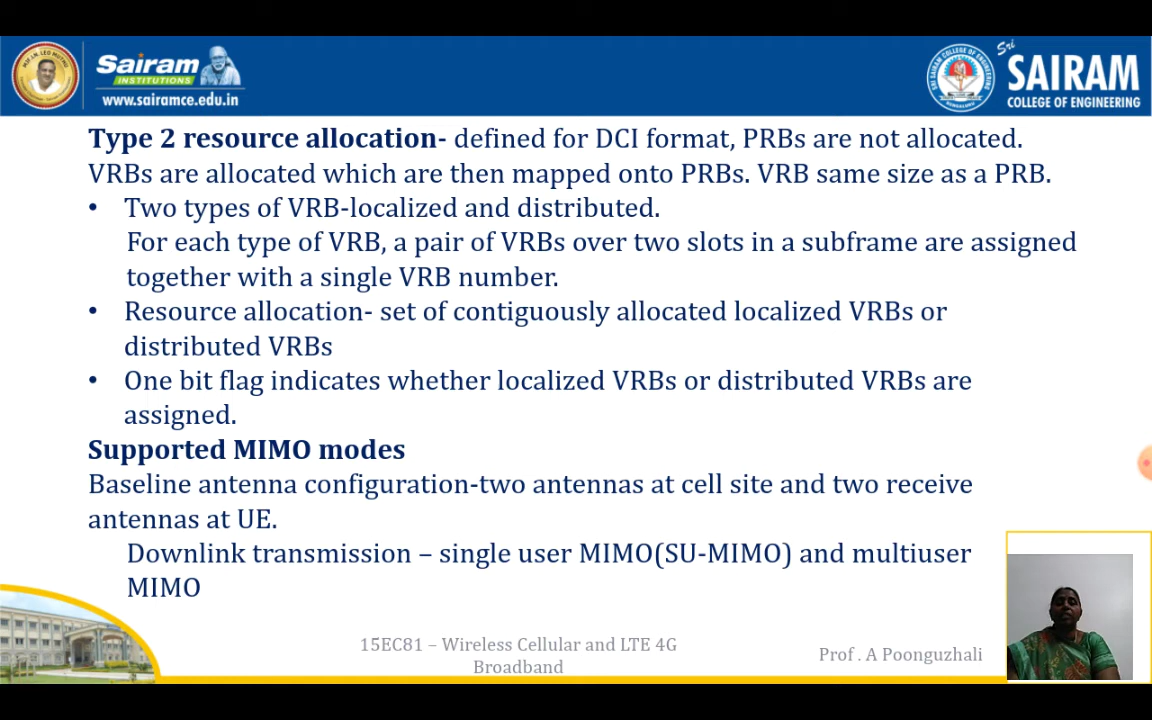 Sairam
INSTITUTIONS
www.sairamce.edu.in
Sri
SAIRAM
COLLEGE OF ENGINEERING
Type 2 resource allocation- defined for DCI format, PRBs are not allocated.
VRBs are allocated which are then mapped onto PRBs. VRB same size as a PRB.
• Two types of VRB-localized and distributed.
For each type of VRB, a pair of VRBs over two slots in a subframe are assigned
together with a single VRB number.
• Resource allocation- set of contiguously allocated localized VRBs or
distributed VRBs
• One bit flag indicates whether localized VRBs or distributed VRBs are
assigned.
Supported MIMO modes
Baseline antenna configuration-two antennas at cell site and two receive
antennas at UE.
Downlink transmission – single user MIMO(SU-MIMO) and multiuser
MIMO
15EC81 – Wireless Cellular and LTE 4G
Broadband
Prof . A Poonguzhali